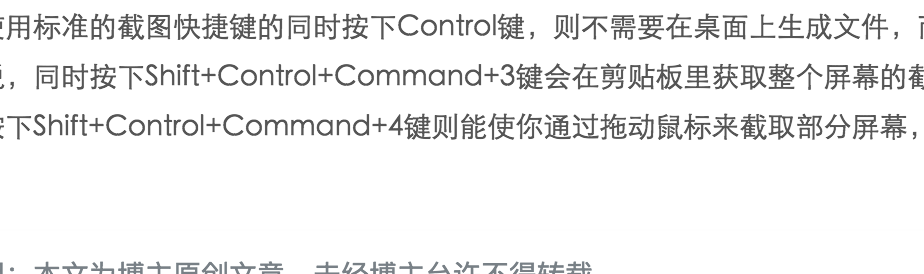 使用标准的截图快捷键的同时按下Control键，则不需要在桌面上生成文件，
，同时按下Shift+Control+Command+3键会在剪贴板里获取整个屏幕的截
按下Shift+Control+Command+4键则能使你通过拖动鼠标来截取部分屏幕，
：本文为博主原创文章，未经博主允许不得转载